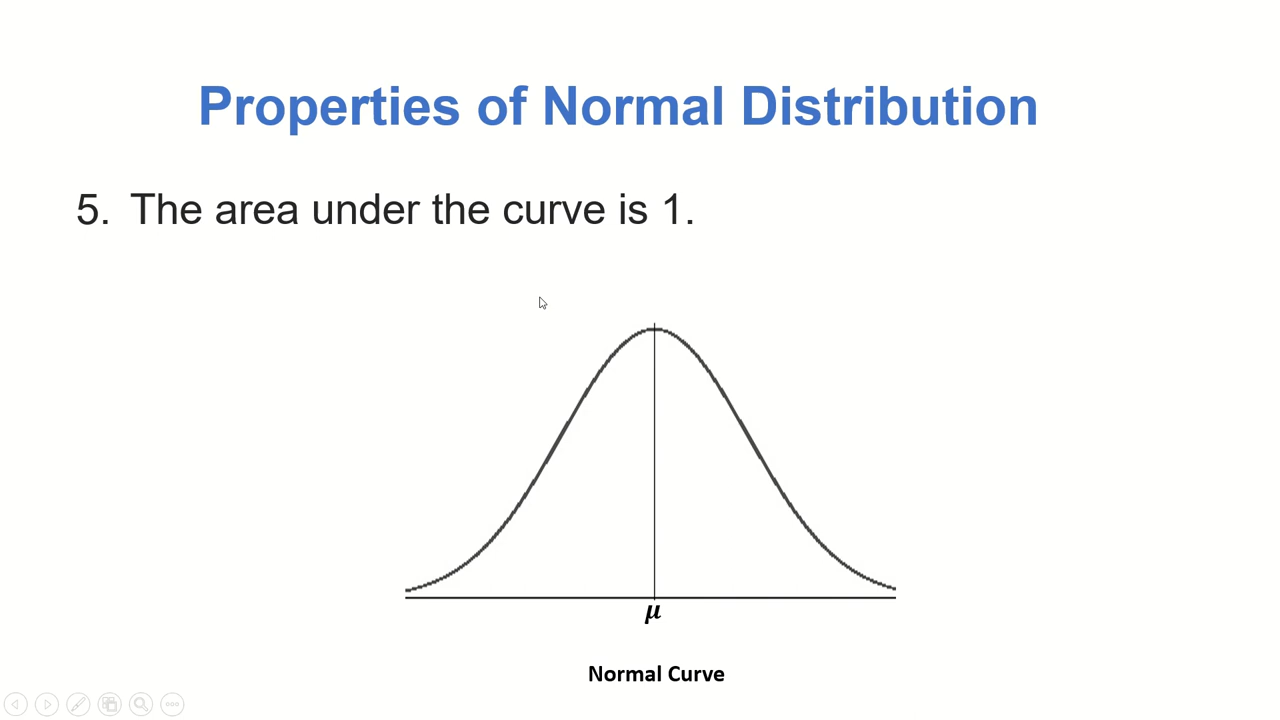 Properties of Normal Distribution
5. The area under the curve is 1.
μ
Normal Curve